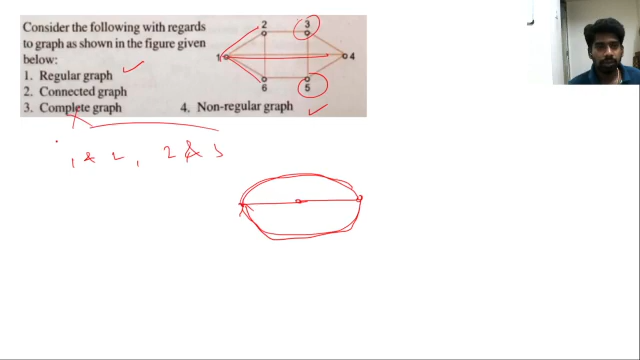 Consider the following with regards
to graph as shown in the figure given
below:
1. Regular graph
2. Connected graph
3. Complete graph
4. Non-regular graph
2
3
1
4
6
5
1 & 2, 2 & 3